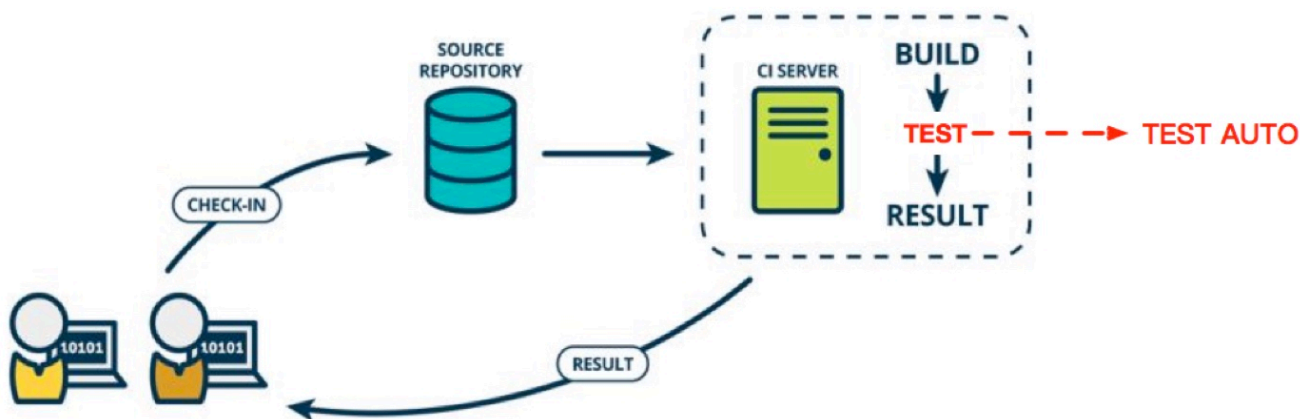 SOURCE
REPOSITORY
CI SERVER
BUILD
TEST
TEST AUTO
RESULT
CHECK-IN
10101
10101
RESULT